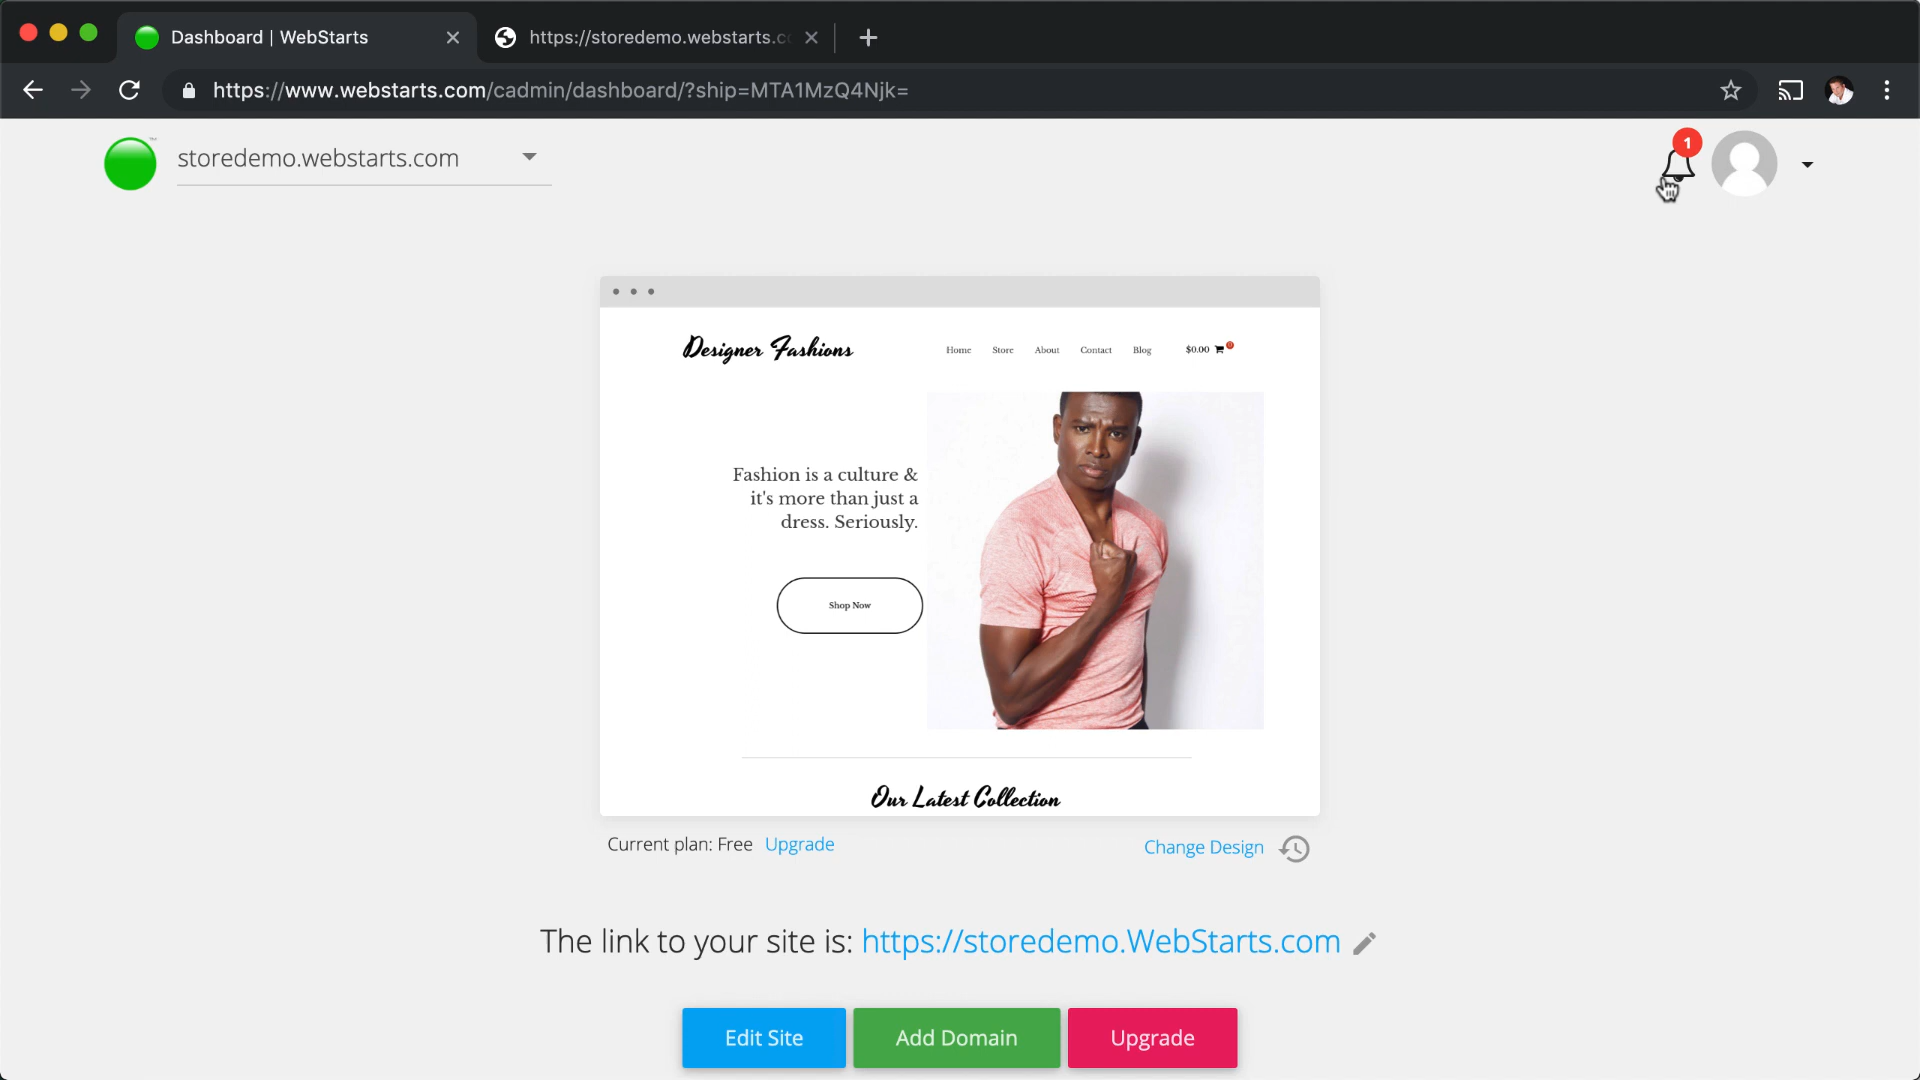 Dashboard | WebStarts
https://storedemo.webstarts.c
https://www.webstarts.com/cadmin/dashboard/?ship=MTA1MzQ4Njk=
storedemo.webstarts.com
1
Designer Fashions
Home Store About Contact Blog $0.00 0
Fashion is a culture &
it's more than just a
dress. Seriously.
Shop Now
Our Latest Collection
Current plan: Free Upgrade
Change Design
The link to your site is: https://storedemo.WebStarts.com
Edit Site
Add Domain
Upgrade